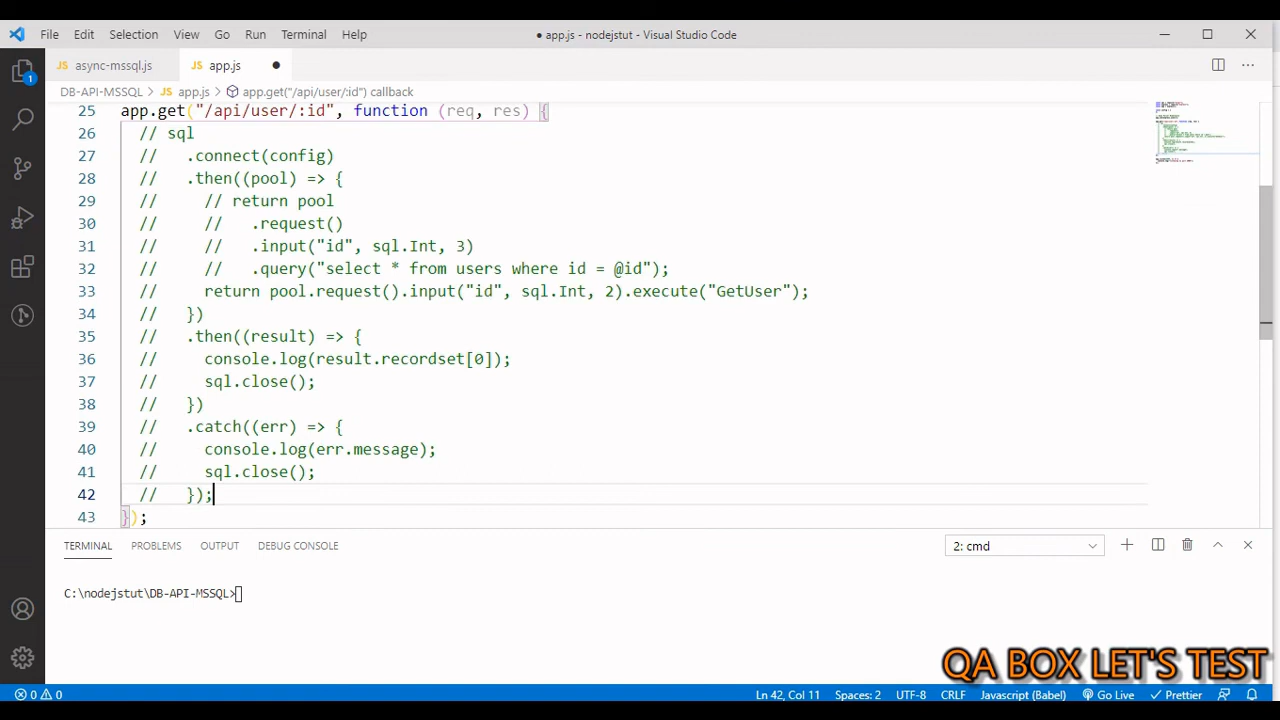 File Edit Selection View Go Run Terminal Help
● app.js - nodejstut - Visual Studio Code
JS async-mssql.js JS app.js ●
DB-API-MSSQL > JS app.js > app.get("/api/user/:id") callback
25 app.get("/api/user/:id", function (req, res) {
26 // sql
27 // .connect(config)
28 // .then((pool) => {
29 // // return pool
30 // // .request()
31 // // .input("id", sql.Int, 3)
32 // // .query("select * from users where id = @id");
33 // return pool.request().input("id", sql.Int, 2).execute("GetUser");
34 // })
35 // .then((result) => {
36 // console.log(result.recordset[0]);
37 // sql.close();
38 // })
39 // .catch((err) => {
40 // console.log(err.message);
41 // sql.close();
42 // });
43 });
1
TERMINAL PROBLEMS OUTPUT DEBUG CONSOLE
2: cmd
C:\nodejstut\DB-API-MSSQL>
QA BOX LET'S TEST
0 0 Ln 42, Col 11 Spaces: 2 UTF-8 CRLF Javascript (Babel) Go Live Prettier